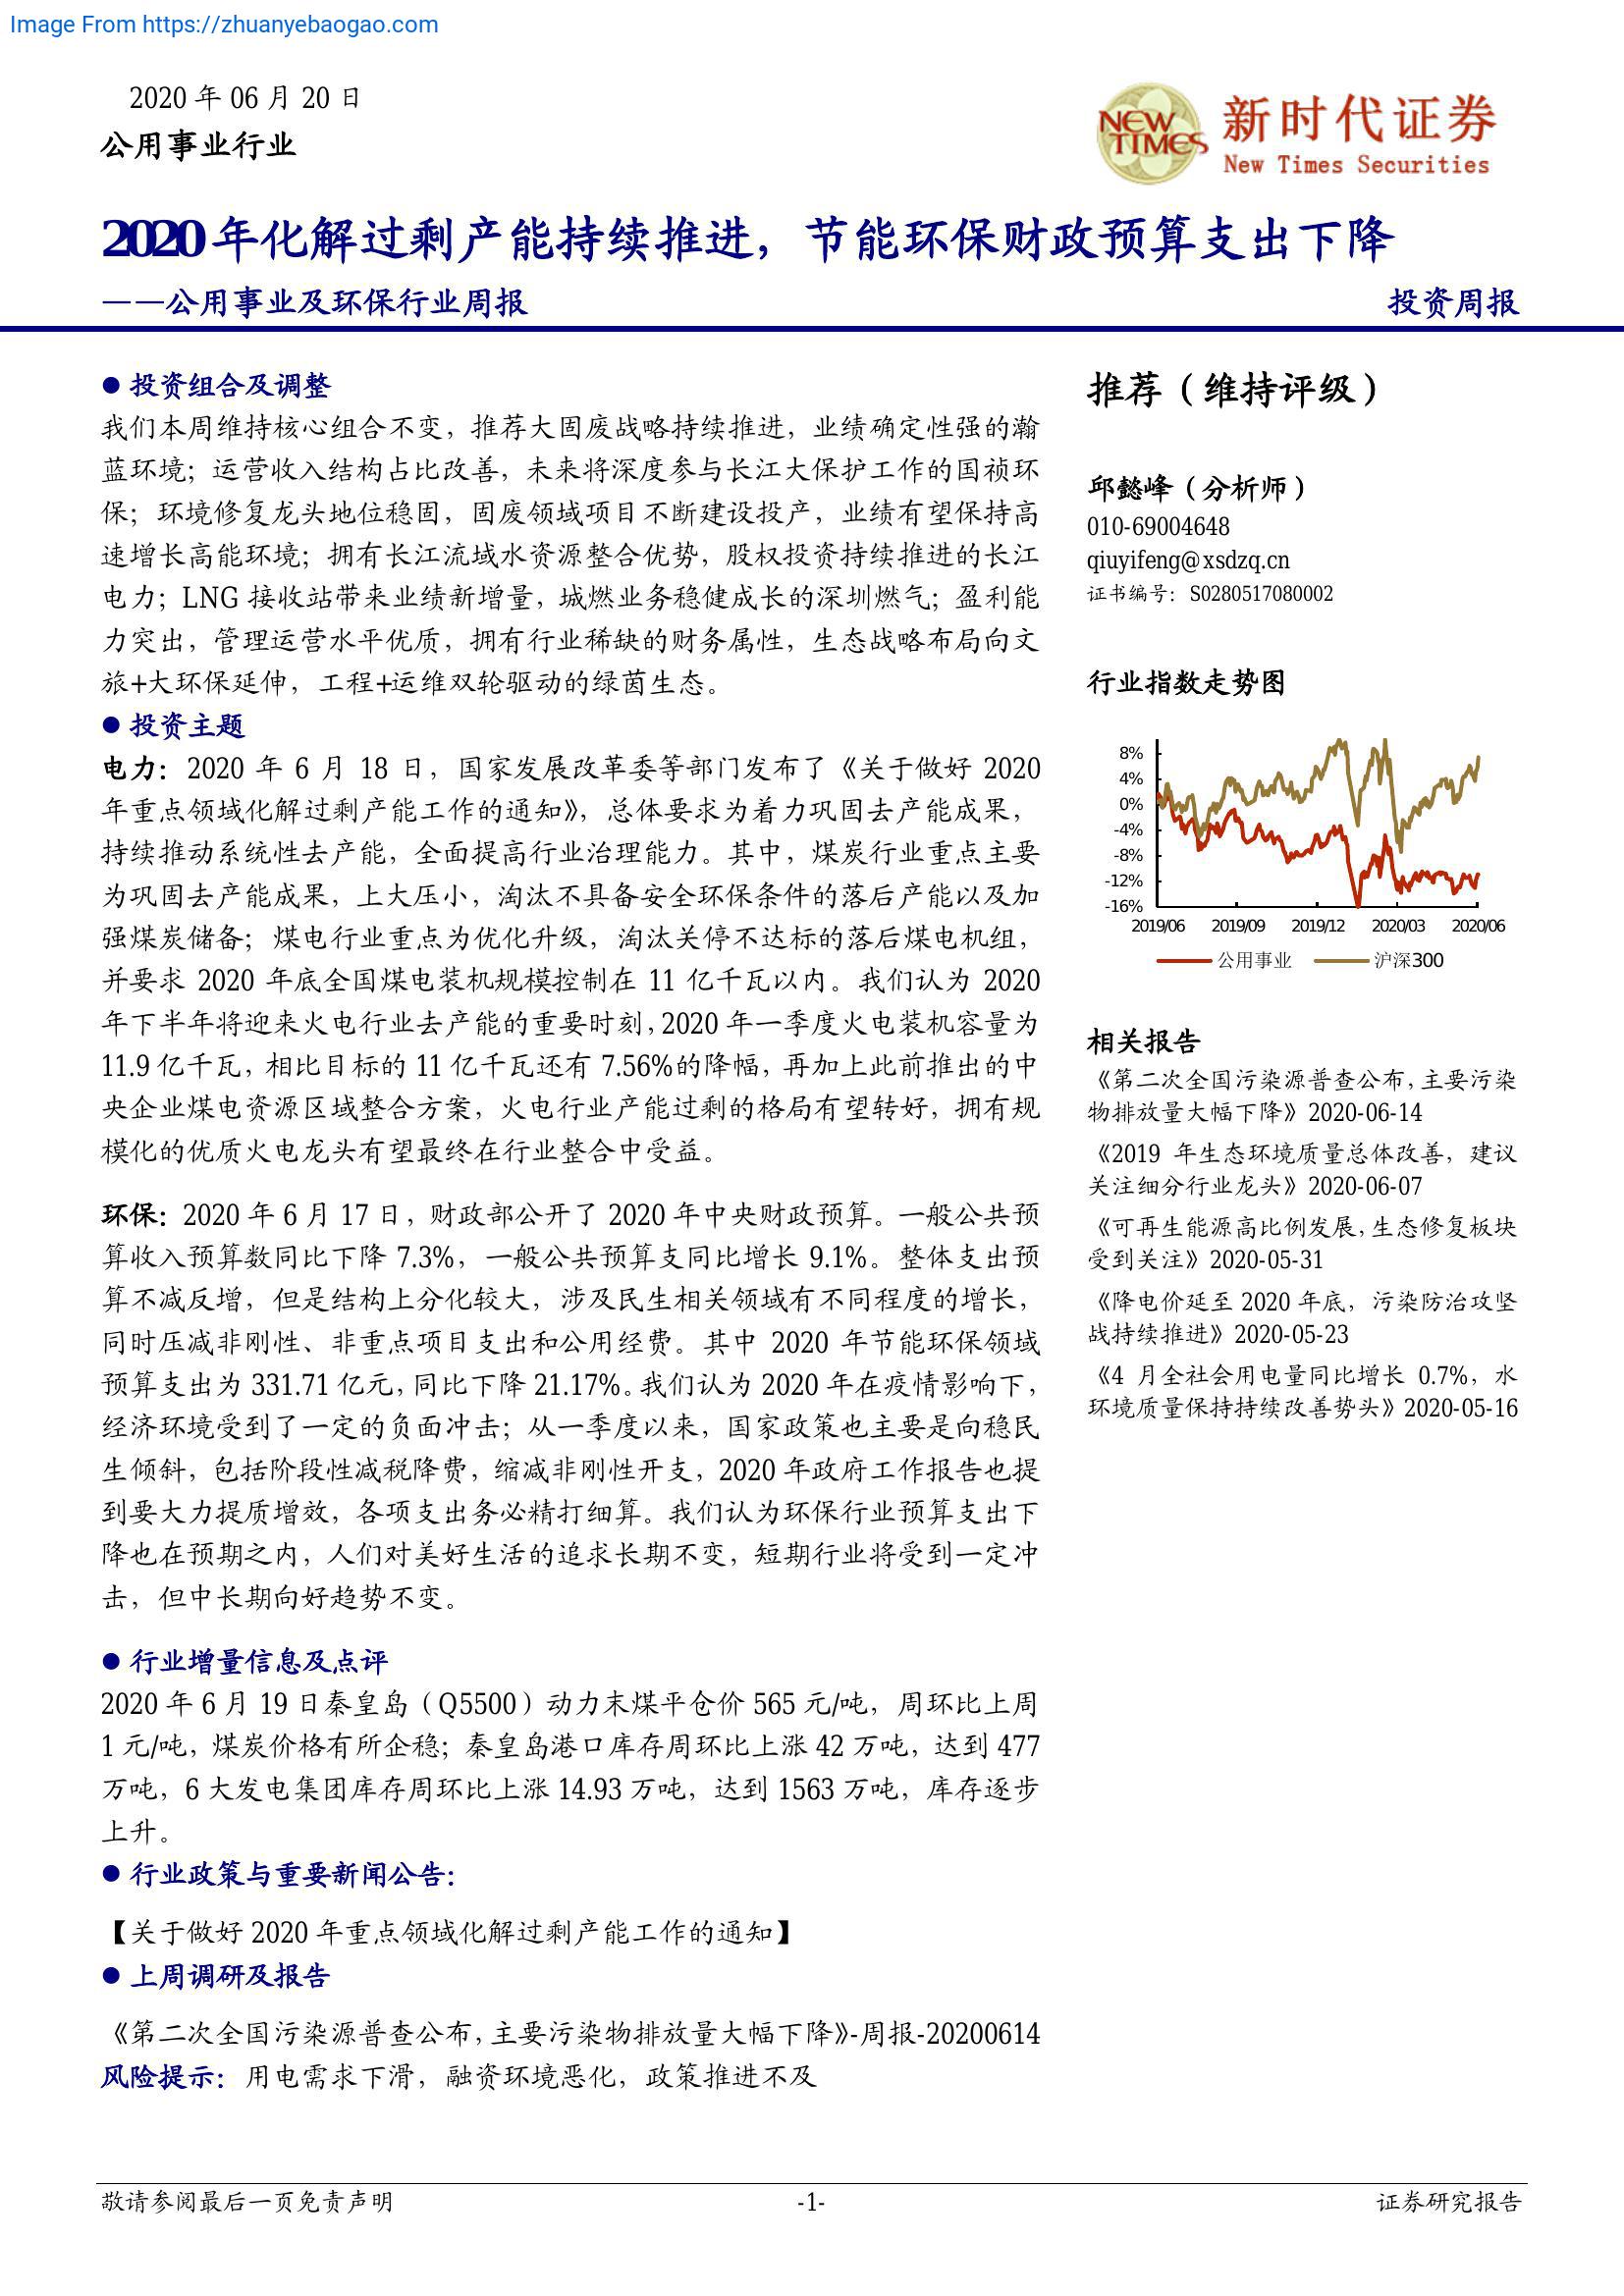 Image From https://zhuanyebaogao.com
2020 年 06 月 20 日
公用事业行业
NEW TIMES
新时代证券
New Times Securities
2020年化解过剩产能持续推进，节能环保财政预算支出下降
——公用事业及环保行业周报
投资周报
● 投资组合及调整
我们本周维持核心组合不变，推荐大固废战略持续推进，业绩确定性强的瀚
蓝环境；运营收入结构占比改善，未来将深度参与长江大保护工作的国祯环
保；环境修复龙头地位稳固，固废领域项目不断建设投产，业绩有望保持高
速增长高能环境；拥有长江流域水资源整合优势，股权投资持续推进的长江
电力；LNG 接收站带来业绩新增量，城燃业务稳健成长的深圳燃气；盈利能
力突出，管理运营水平优质，拥有行业稀缺的财务属性，生态战略布局向文
旅+大环保延伸，工程+运维双轮驱动的绿茵生态。
● 投资主题
电力：2020 年 6 月 18 日，国家发展改革委等部门发布了《关于做好 2020
年重点领域化解过剩产能工作的通知》，总体要求为着力巩固去产能成果，
持续推动系统性去产能，全面提高行业治理能力。其中，煤炭行业重点主要
为巩固去产能成果，上大压小，淘汰不具备安全环保条件的落后产能以及加
强煤炭储备；煤电行业重点为优化升级，淘汰关停不达标的落后煤电机组，
并要求 2020 年底全国煤电装机规模控制在 11 亿千瓦以内。我们认为 2020
年下半年将迎来火电行业去产能的重要时刻，2020 年一季度火电装机容量为
11.9 亿千瓦，相比目标的 11 亿千瓦还有 7.56%的降幅，再加上此前推出的中
央企业煤电资源区域整合方案，火电行业产能过剩的格局有望转好，拥有规
模化的优质火电龙头有望最终在行业整合中受益。
环保：2020 年 6 月 17 日，财政部公开了 2020 年中央财政预算。一般公共预
算收入预算数同比下降 7.3%，一般公共预算支同比增长 9.1%。整体支出预
算不减反增，但是结构上分化较大，涉及民生相关领域有不同程度的增长，
同时压减非刚性、非重点项目支出和公用经费。其中 2020 年节能环保领域
预算支出为 331.71 亿元，同比下降 21.17%。我们认为 2020 年在疫情影响下，
经济环境受到了一定的负面冲击；从一季度以来，国家政策也主要是向稳民
生倾斜，包括阶段性减税降费，缩减非刚性开支，2020 年政府工作报告也提
到要大力提质增效，各项支出务必精打细算。我们认为环保行业预算支出下
降也在预期之内，人们对美好生活的追求长期不变，短期行业将受到一定冲
击，但中长期向好趋势不变。
● 行业增量信息及点评
2020 年 6 月 19 日秦皇岛（Q5500）动力末煤平仓价 565 元/吨，周环比上周
1 元/吨，煤炭价格有所企稳；秦皇岛港口库存周环比上涨 42 万吨，达到 477
万吨，6 大发电集团库存周环比上涨 14.93 万吨，达到 1563 万吨，库存逐步
上升。
● 行业政策与重要新闻公告：
【关于做好 2020 年重点领域化解过剩产能工作的通知】
● 上周调研及报告
《第二次全国污染源普查公布，主要污染物排放量大幅下降》-周报-20200614
风险提示：用电需求下滑，融资环境恶化，政策推进不及
推荐（维持评级）
邱懿峰（分析师）
010-69004648
qiuyifeng@xsdzq.cn
证书编号：S0280517080002
行业指数走势图
8%
4%
0%
-4%
-8%
-12%
-16%
2019/06 2019/09 2019/12 2020/03 2020/06
公用事业 沪深300
相关报告
《第二次全国污染源普查公布，主要污染
物排放量大幅下降》2020-06-14
《2019 年生态环境质量总体改善，建议
关注细分行业龙头》2020-06-07
《可再生能源高比例发展，生态修复板块
受到关注》2020-05-31
《降电价延至 2020 年底，污染防治攻坚
战持续推进》2020-05-23
《4 月全社会用电量同比增长 0.7%，水
环境质量保持持续改善势头》2020-05-16
敬请参阅最后一页免责声明
-1-
证券研究报告